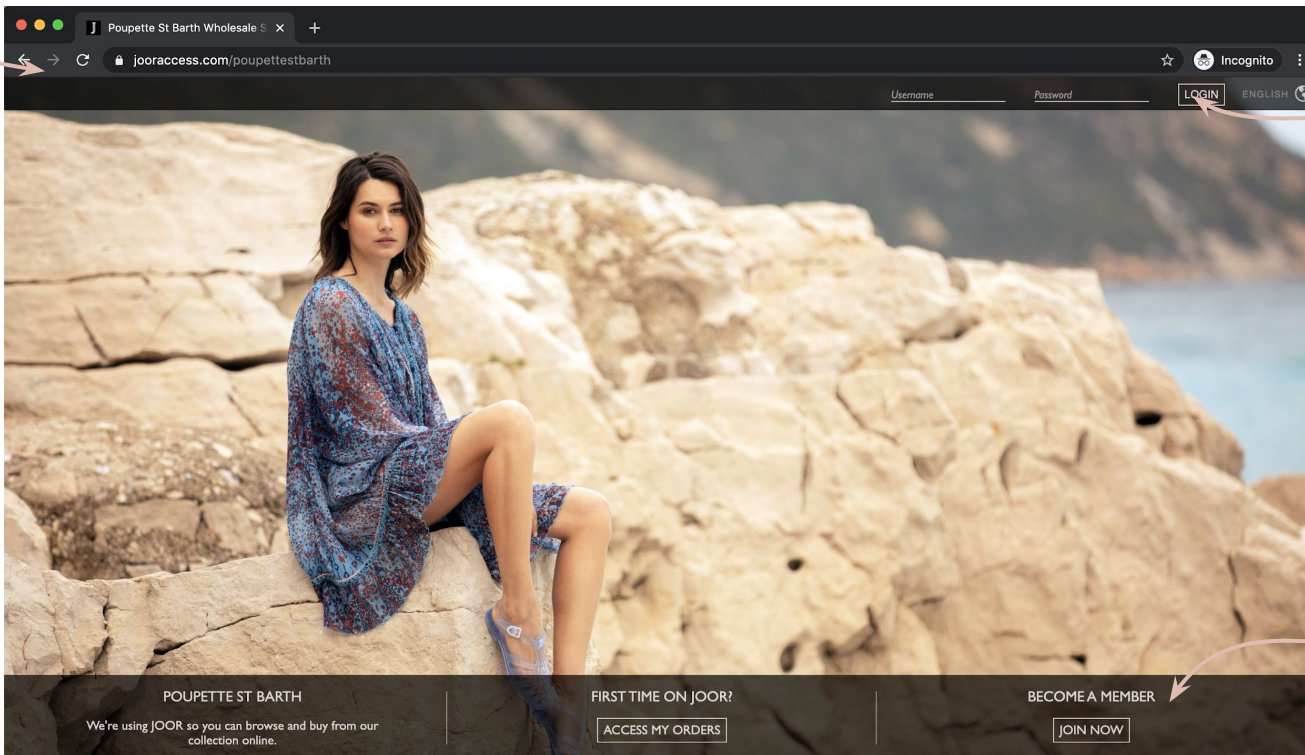 J Poupette St Barth Wholesale S
jooraccess.com/poupettestbarth
Incognito
Username
Password
LOGIN
ENGLISH
POUPETTE ST BARTH
We're using JOOR so you can browse and buy from our
collection online.
FIRST TIME ON JOOR?
ACCESS MY ORDERS
BECOME A MEMBER
JOIN NOW